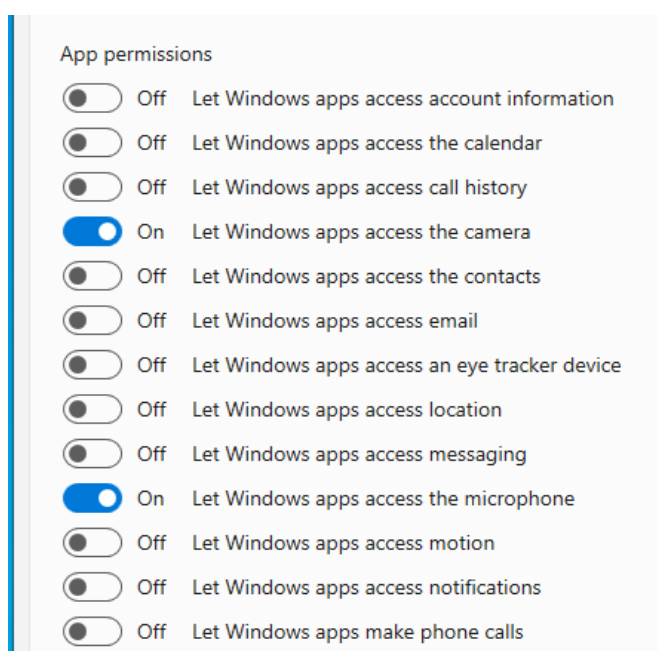 App permissions
Off Let Windows apps access account information
Off Let Windows apps access the calendar
Off Let Windows apps access call history
On Let Windows apps access the camera
Off Let Windows apps access the contacts
Off Let Windows apps access email
Off Let Windows apps access an eye tracker device
Off Let Windows apps access location
Off Let Windows apps access messaging
On Let Windows apps access the microphone
Off Let Windows apps access motion
Off Let Windows apps access notifications
Off Let Windows apps make phone calls